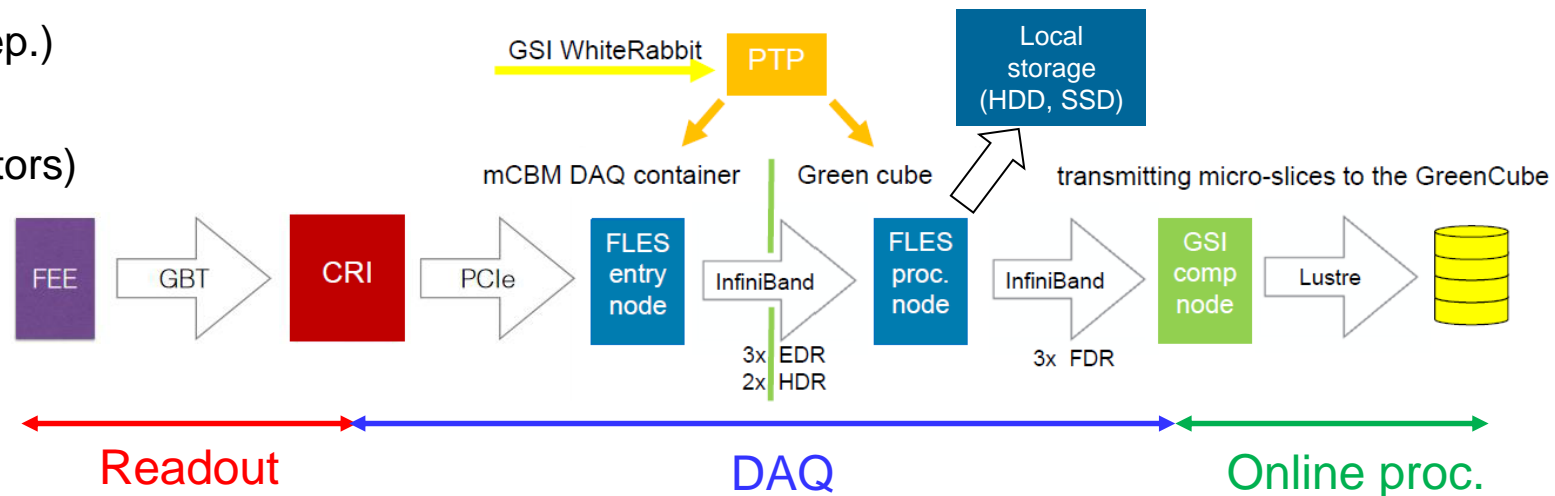 ep.)
tors)
GSI WhiteRabbit
PTP
Local
storage
(HDD, SSD)
mCBM DAQ container
Green cube
transmitting micro-slices to the GreenCube
FEE
GBT
CRI
PCIe
FLES
entry
node
InfiniBand
3x EDR
2x HDR
FLES
proc.
node
InfiniBand
3x FDR
GSI
comp
node
Lustre
Readout
DAQ
Online proc.